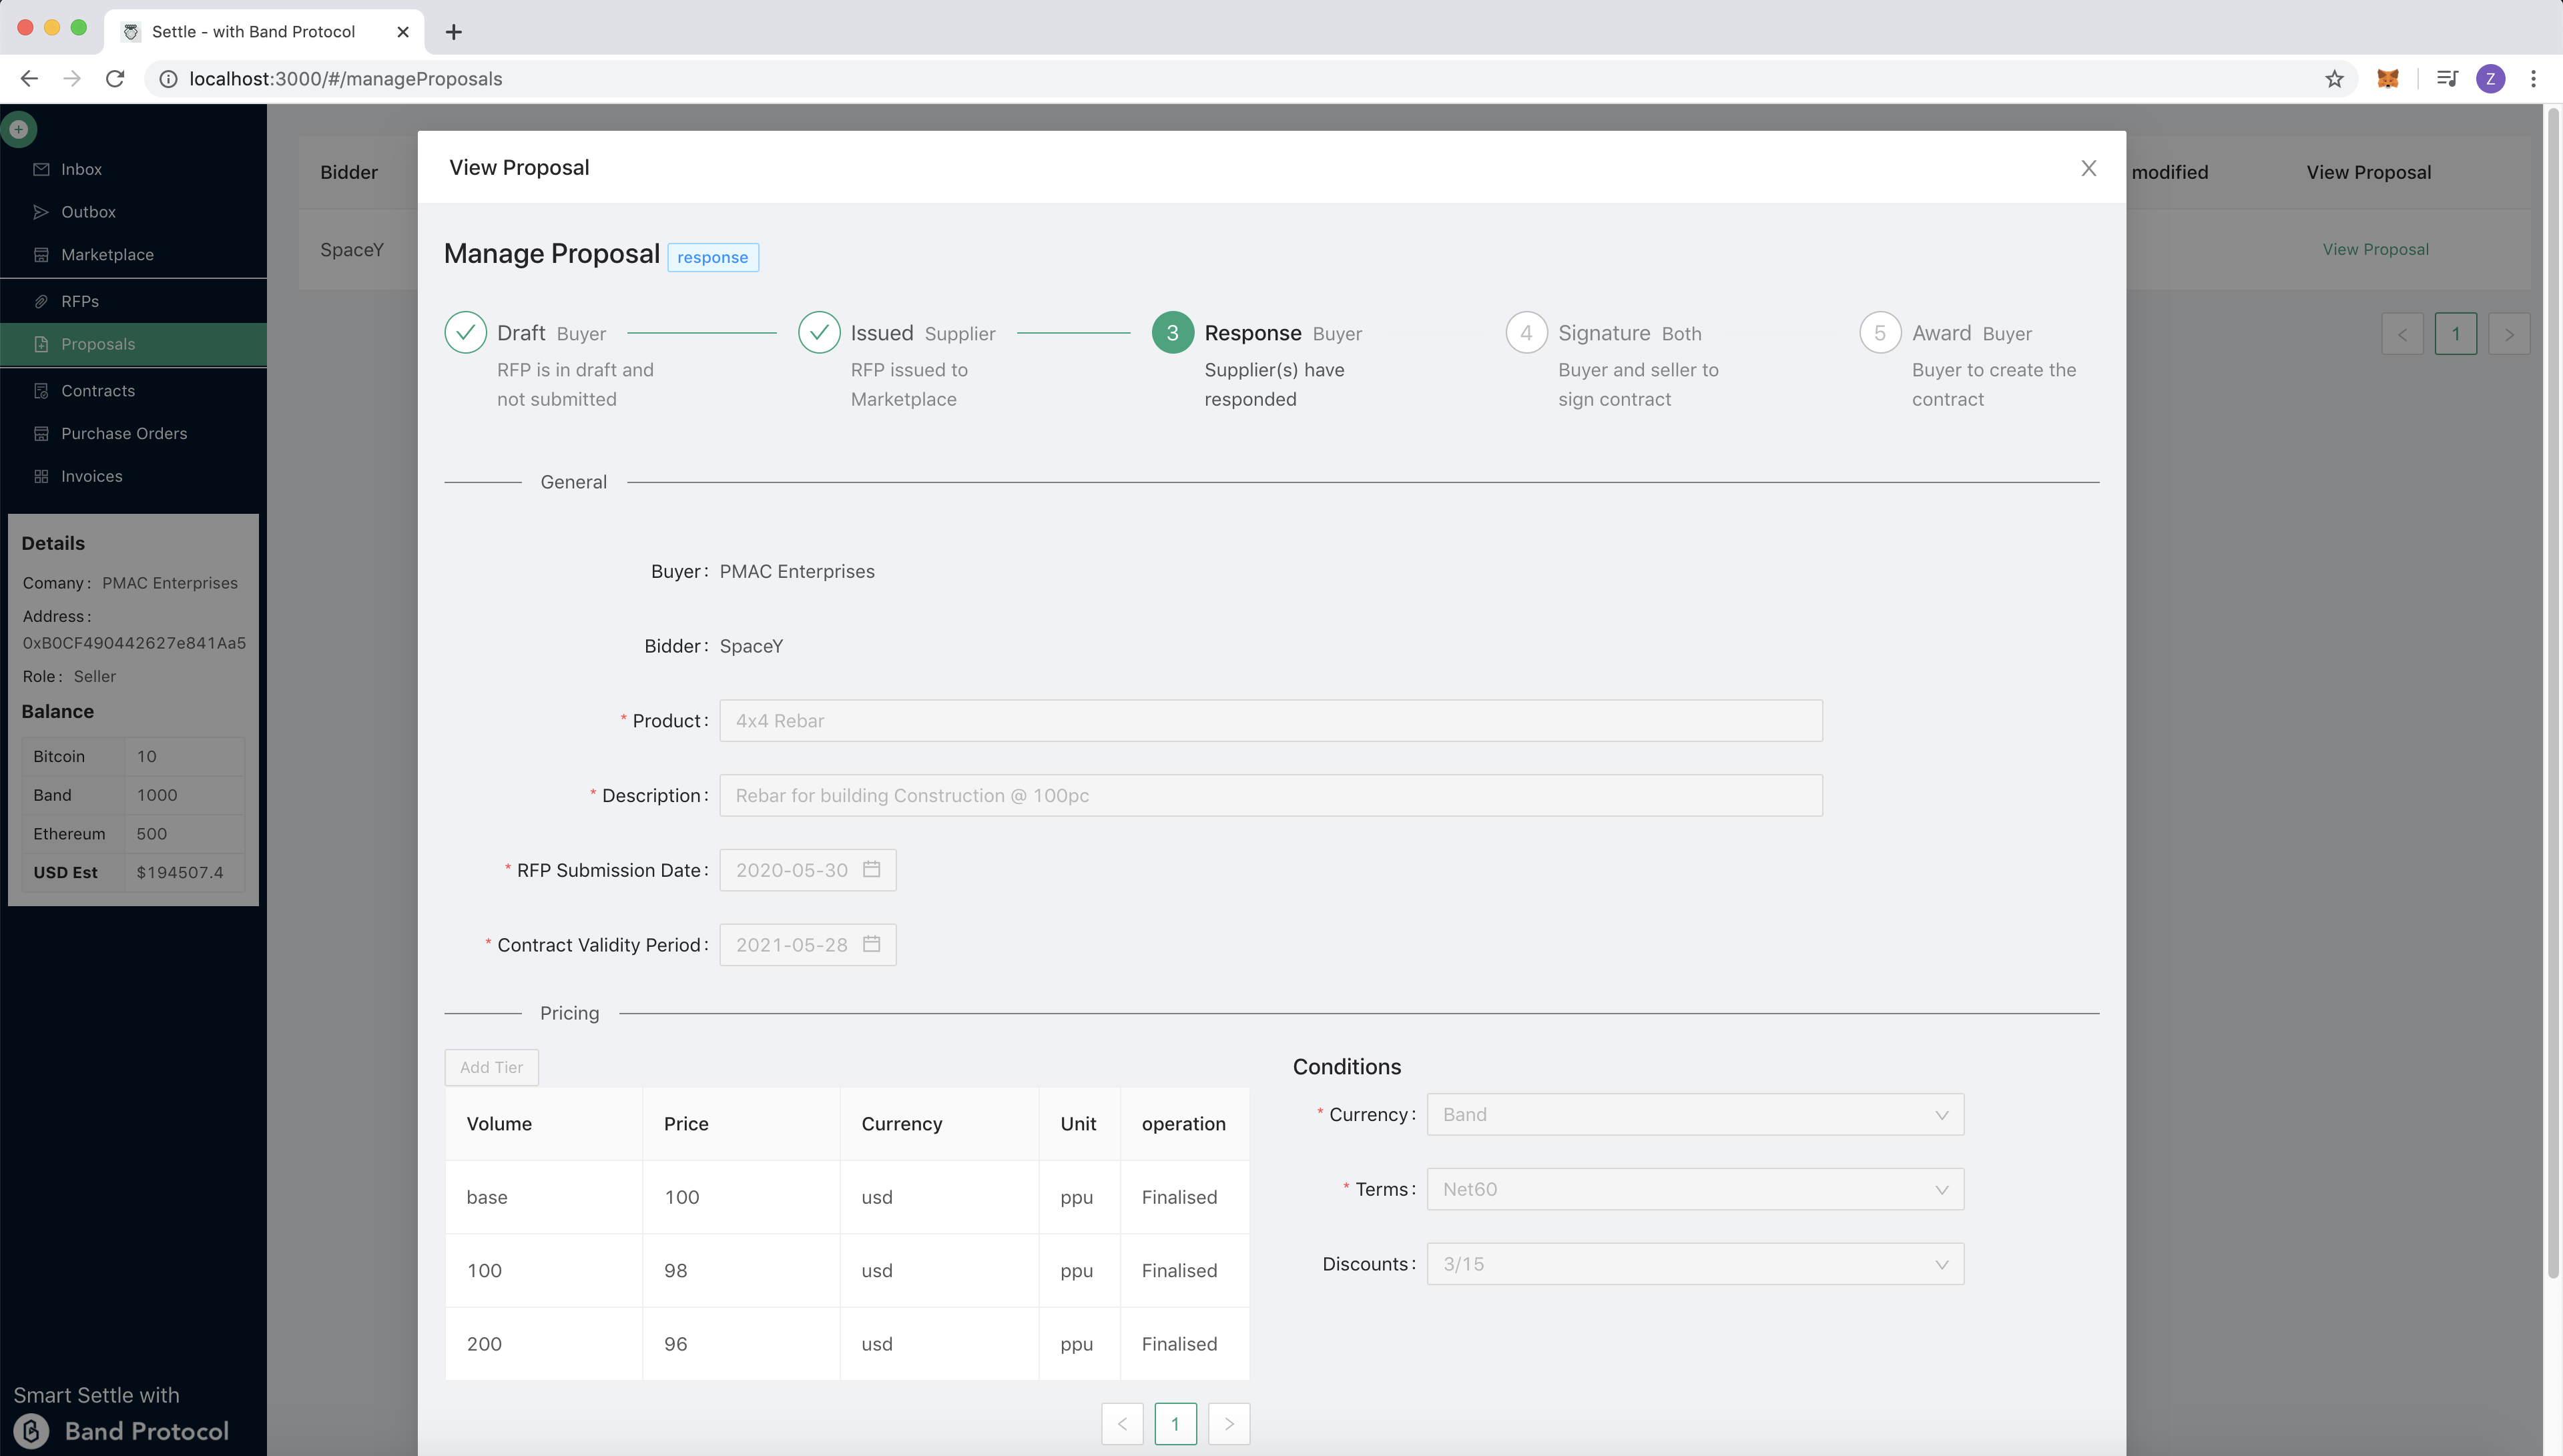 Settle - with Band Protocol
localhost:3000/#/manageProposals
Z
Inbox
Outbox
Marketplace
RFPs
Proposals
Contracts
Purchase Orders
Invoices
Details
Comany : PMAC Enterprises
Address :
0xB0CF490442627e841Aa5
Role : Seller
Balance
Bitcoin 10
Band 1000
Ethereum 500
USD Est $194507.4
Smart Settle with
Band Protocol
Bidder modified View Proposal
SpaceY View Proposal
< 1 >
View Proposal
Manage Proposal response
Draft Buyer
RFP is in draft and
not submitted
Issued Supplier
RFP issued to
Marketplace
3 Response Buyer
Supplier(s) have
responded
4 Signature Both
Buyer and seller to
sign contract
5 Award Buyer
Buyer to create the
contract
General
Buyer : PMAC Enterprises
Bidder : SpaceY
* Product : 4x4 Rebar
* Description : Rebar for building Construction @ 100pc
* RFP Submission Date : 2020-05-30
* Contract Validity Period : 2021-05-28
Pricing
Add Tier
Volume Price Currency Unit operation
base 100 usd ppu Finalised
100 98 usd ppu Finalised
200 96 usd ppu Finalised
< 1 >
Conditions
* Currency : Band
* Terms : Net60
Discounts : 3/15